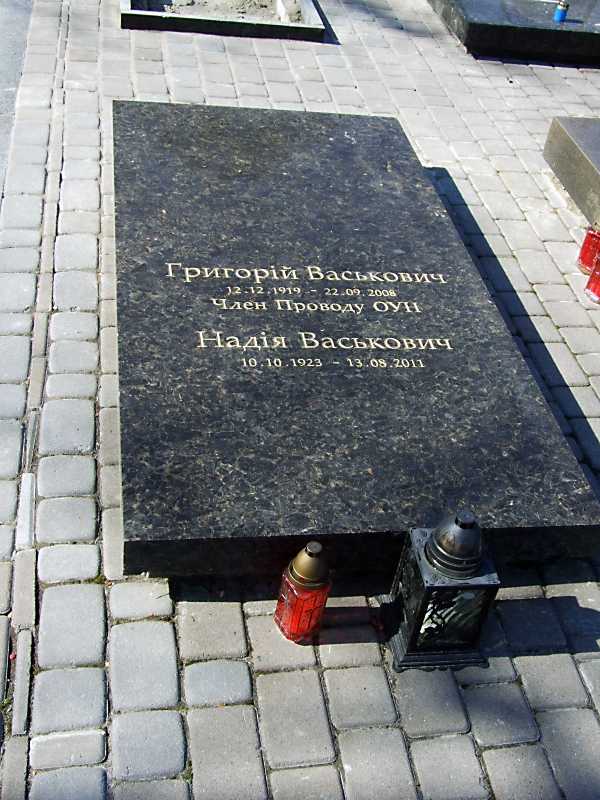 Григорій Васькович
12.12.1919 - 22.09.2008
Член Проводу ОУН
Надія Васькович
10.10.1923 - 13.08.2011